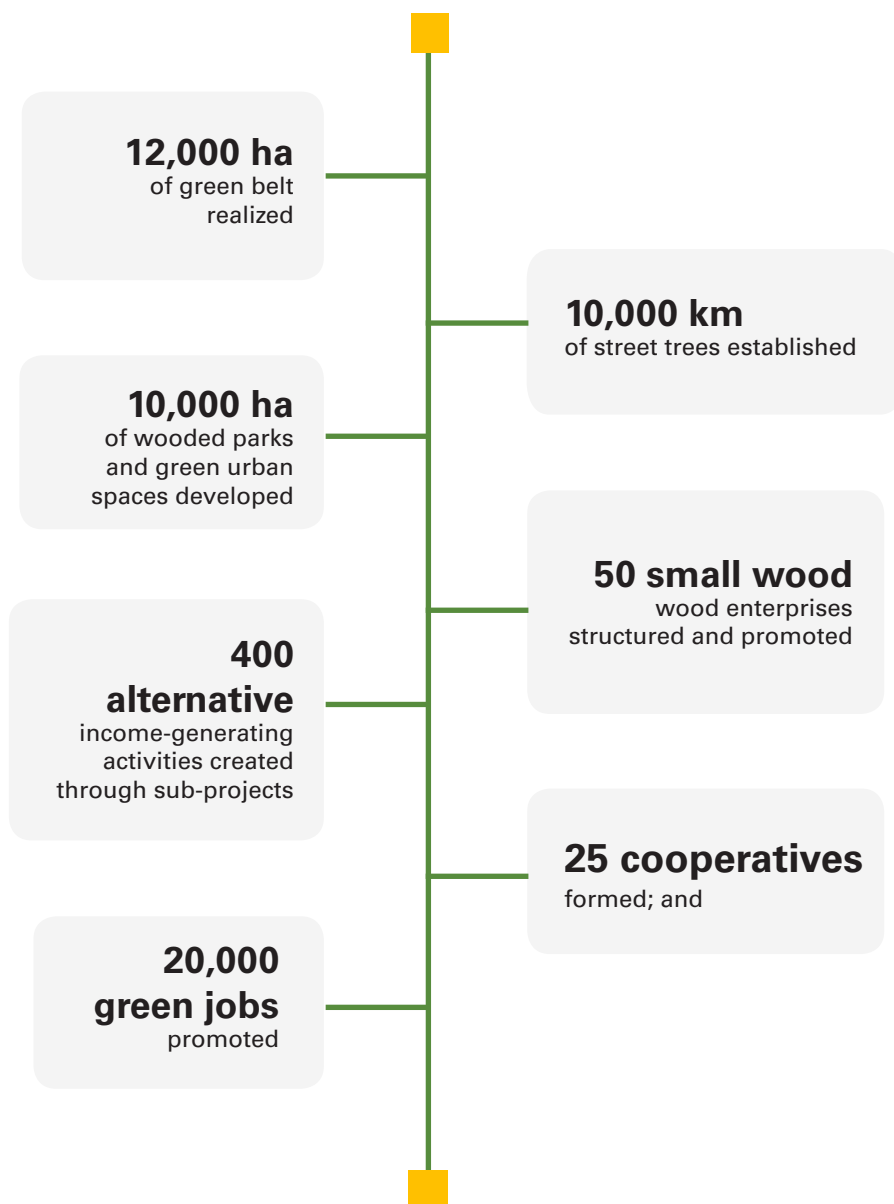 12,000 ha
of green belt
realized
10,000 km
of street trees established
10,000 ha
of wooded parks
and green urban
spaces developed
50 small wood
wood enterprises
structured and promoted
400
alternative
income-generating
activities created
through sub-projects
25 cooperatives
formed; and
20,000
green jobs
promoted